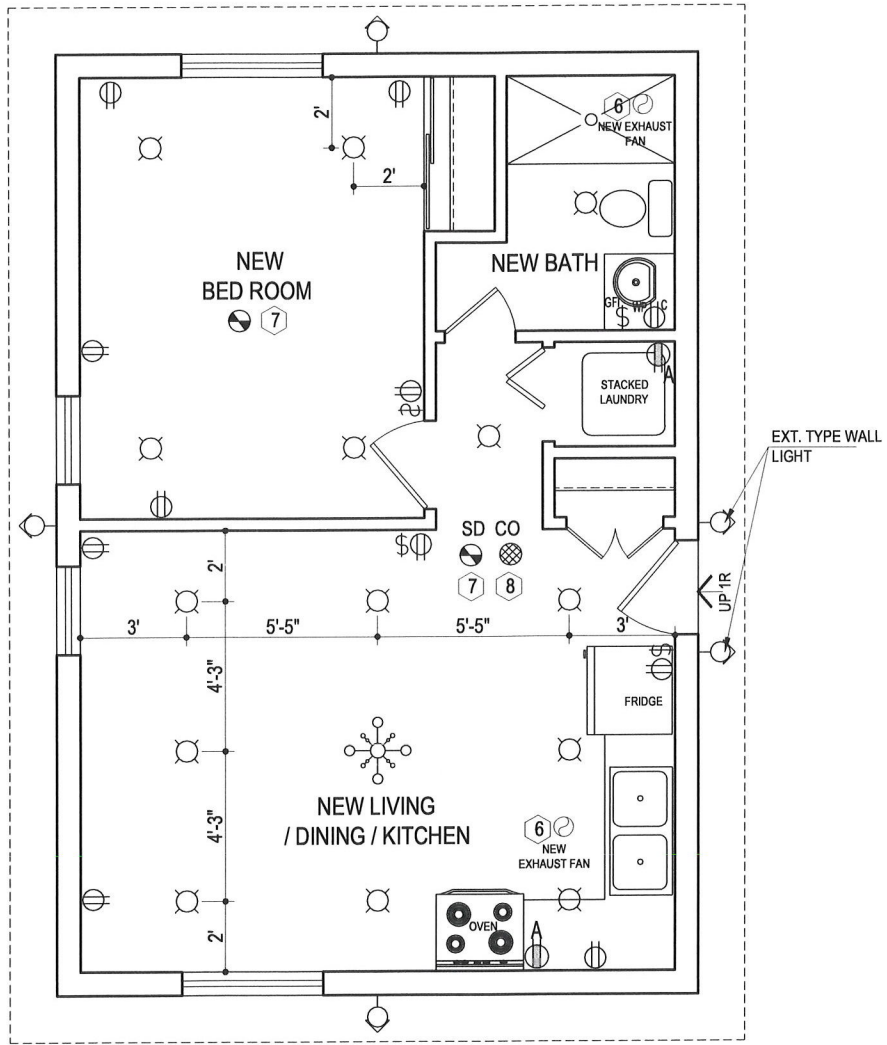 6
NEW EXHAUST
FAN
2'
2'
NEW
BED ROOM
7
NEW BATH
GFI WP LC
$
A
STACKED
LAUNDRY
$
EXT. TYPE WALL
LIGHT
SD CO
7 8
$
UP 1R
2'
3' 5'-5" 5'-5" 3'
$
4'-3"
FRIDGE
NEW LIVING
/ DINING / KITCHEN
4'-3"
6
NEW
EXHAUST FAN
OVEN
A
2'